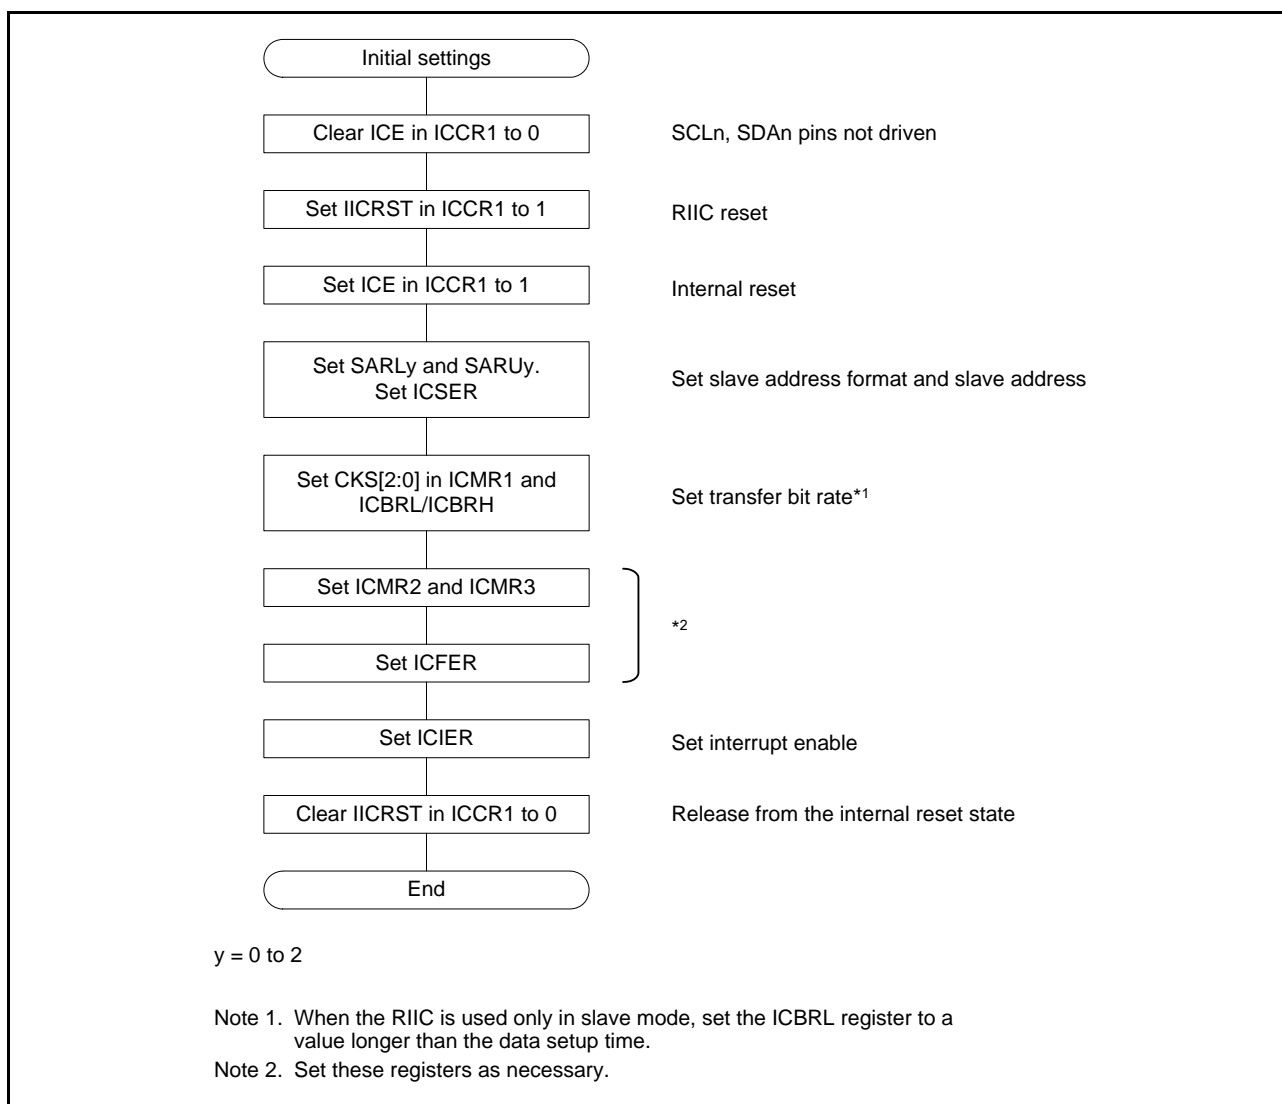 Initial settings
Clear ICE in ICCR1 to 0
SCLn, SDAn pins not driven
Set IICRST in ICCR1 to 1
RIIC reset
Set ICE in ICCR1 to 1
Internal reset
Set SARLy and SARUy.
Set ICSER
Set slave address format and slave address
Set CKS[2:0] in ICMR1 and
ICBRL/ICBRH
Set transfer bit rate*1
Set ICMR2 and ICMR3
*2
Set ICFER
Set ICIER
Set interrupt enable
Clear IICRST in ICCR1 to 0
Release from the internal reset state
End
y = 0 to 2
Note 1. When the RIIC is used only in slave mode, set the ICBRL register to a
value longer than the data setup time.
Note 2. Set these registers as necessary.